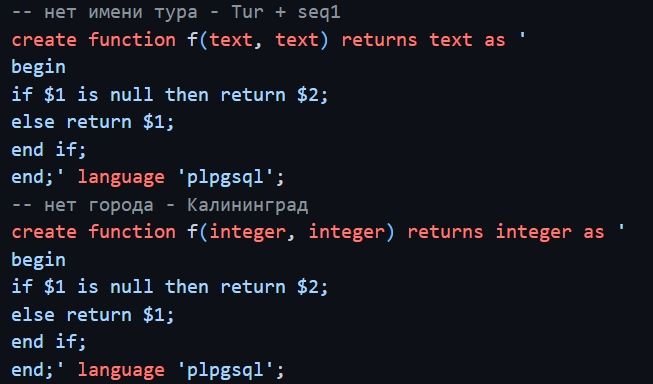 -- нет имени тура - Tur + seq1
create function f(text, text) returns text as '
begin
if $1 is null then return $2;
else return $1;
end if;
end;' language 'plpgsql';
-- нет города - Калининград
create function f(integer, integer) returns integer as '
begin
if $1 is null then return $2;
else return $1;
end if;
end;' language 'plpgsql';